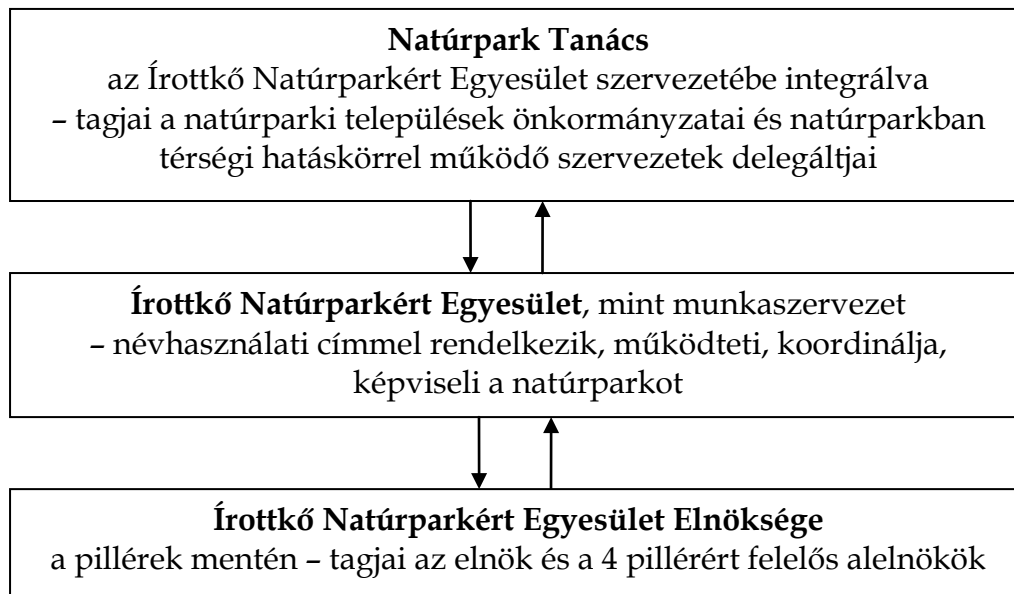 Natúrpark Tanács
az Írottkő Natúrparkért Egyesület szervezetébe integrálva
– tagjai a natúrparki települések önkormányzatai és natúrparkban
térségi hatáskörrel működő szervezetek delegáltjai
Írottkő Natúrparkért Egyesület, mint munkaszervezet
– névhasználati címmel rendelkezik, működteti, koordinálja,
képviseli a natúrparkot
Írottkő Natúrparkért Egyesület Elnöksége
a pillérek mentén – tagjai az elnök és a 4 pillérért felelős alelnökök